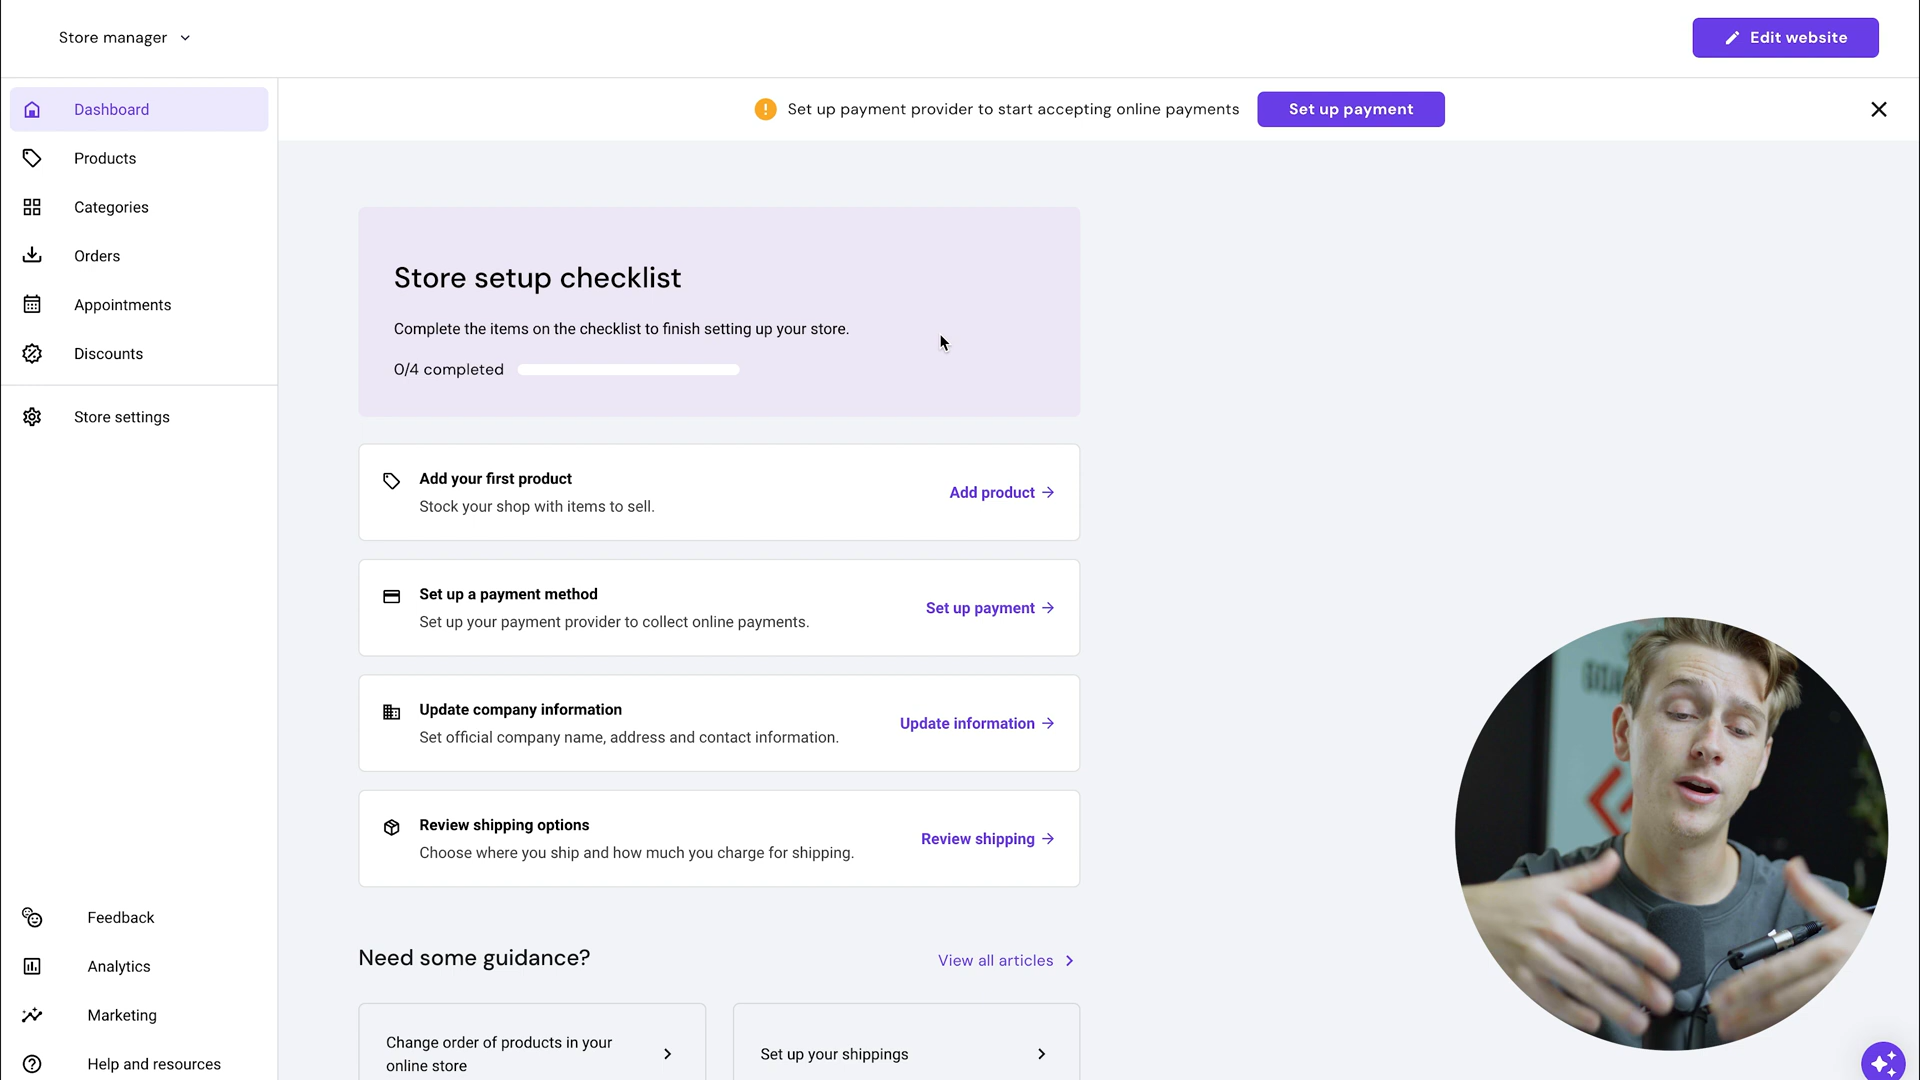 Store manager
Edit website
Set up payment provider to start accepting online payments
Set up payment
Dashboard
Products
Categories
Orders
Appointments
Discounts
Store settings
Feedback
Analytics
Marketing
Help and resources
Store setup checklist
Complete the items on the checklist to finish setting up your store.
0/4 completed
Add your first product
Stock your shop with items to sell.
Add product
Set up a payment method
Set up your payment provider to collect online payments.
Set up payment
Update company information
Set official company name, address and contact information.
Update information
Review shipping options
Choose where you ship and how much you charge for shipping.
Review shipping
Need some guidance?
View all articles
Change order of products in your
online store
Set up your shippings